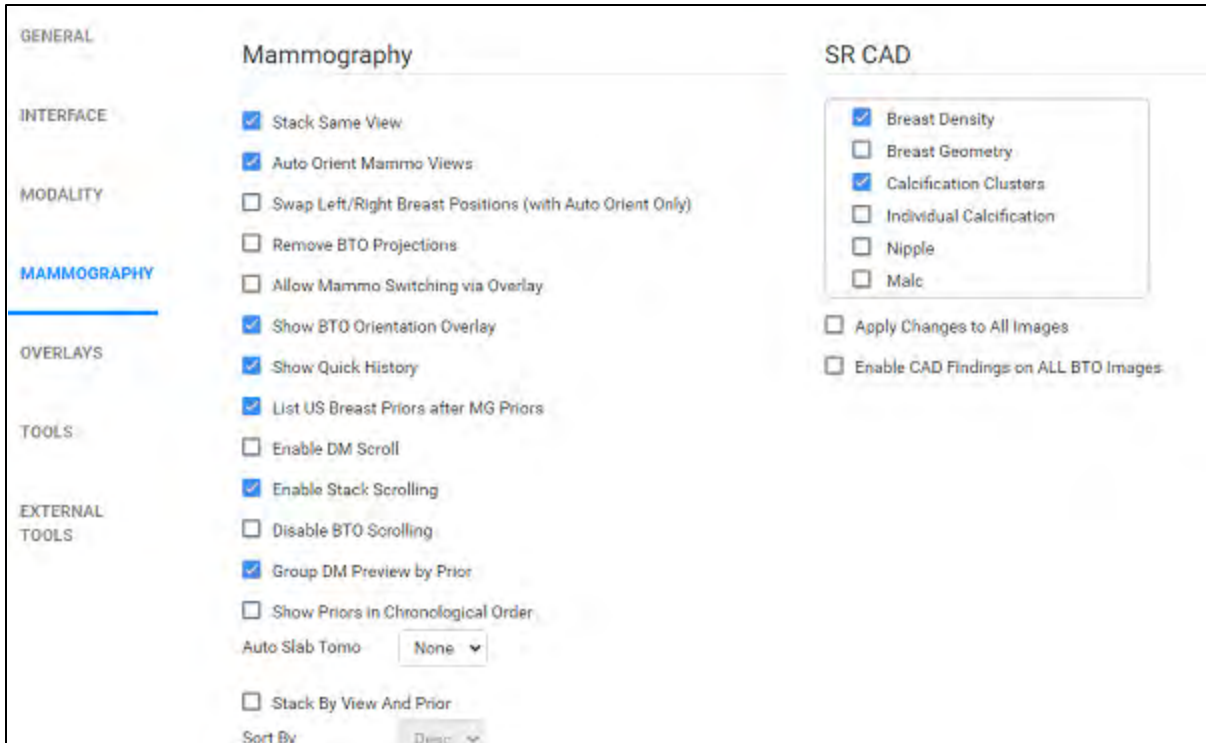 GENERAL
INTERFACE
MODALITY
MAMMOGRAPHY
OVERLAYS
TOOLS
EXTERNAL
TOOLS
Mammography
Stack Same View
Auto Orient Mammo Views
Swap Left/Right Breast Positions (with Auto Orient Only)
Remove BTO Projections
Allow Mammo Switching via Overlay
Show BTO Orientation Overlay
Show Quick History
List US Breast Priors after MG Priors
Enable DM Scroll
Enable Stack Scrolling
Disable BTO Scrolling
Group DM Preview by Prior
Show Priors in Chronological Order
Auto Slab Tomo None
Stack By View And Prior
Sort By Desc
SR CAD
Breast Density
Breast Geometry
Calcification Clusters
Individual Calcification
Nipple
Malc
Apply Changes to All Images
Enable CAD Findings on ALL BTO Images